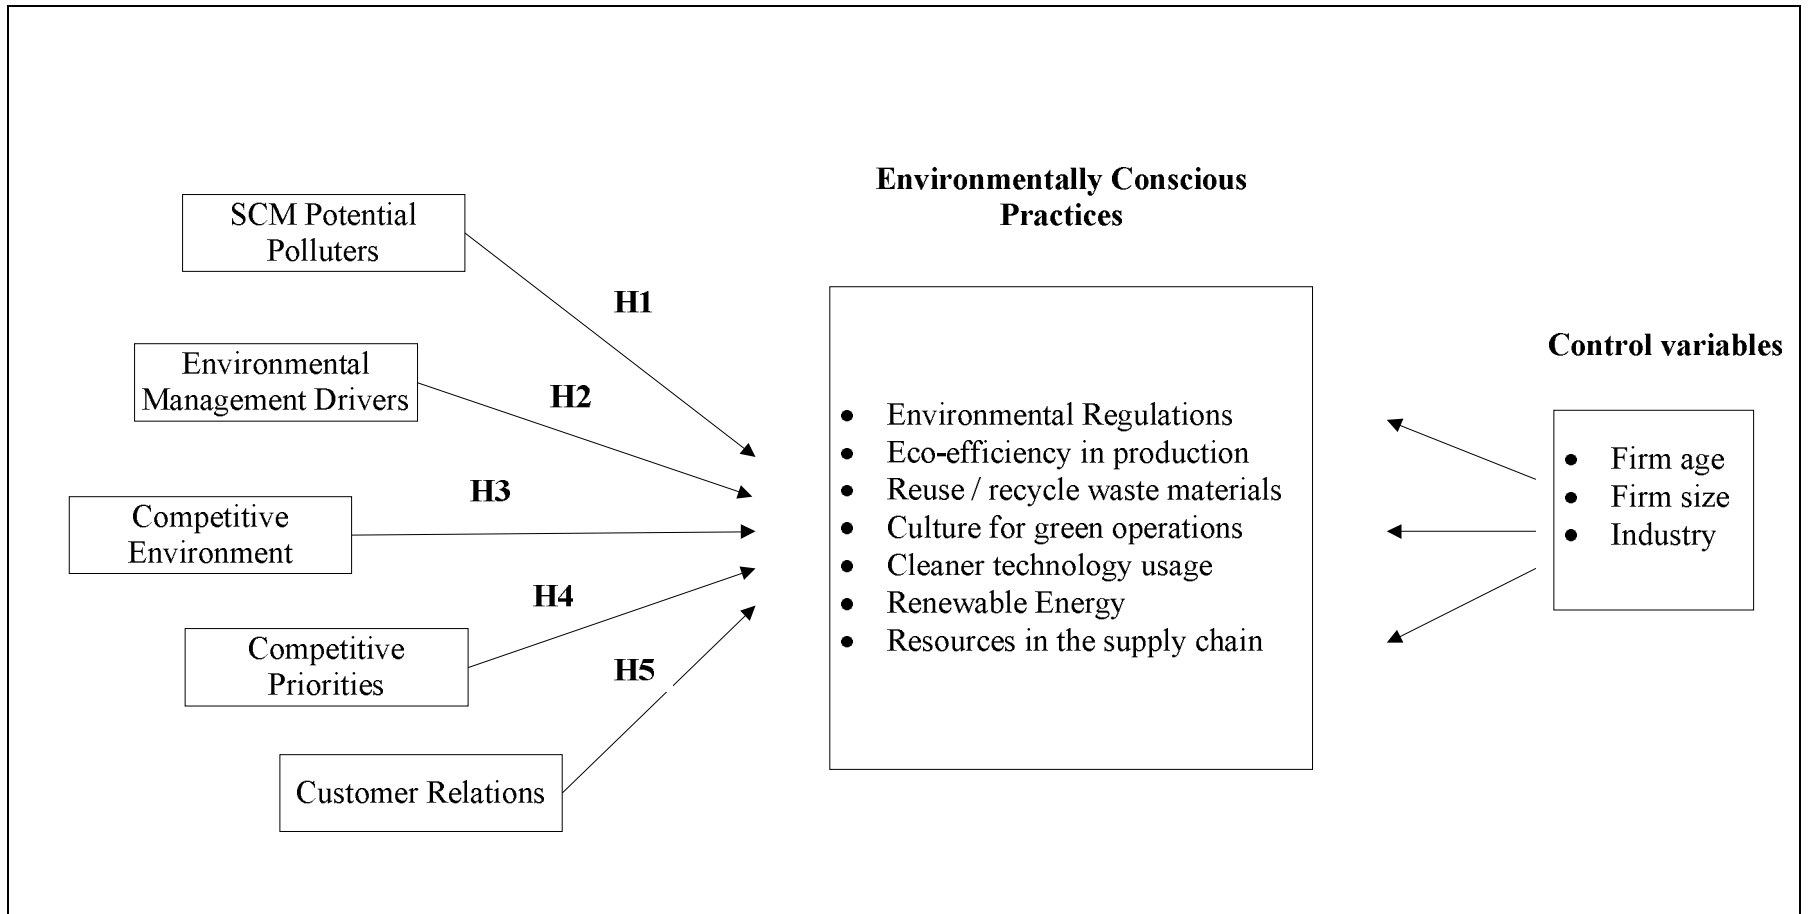 SCM Potential
Polluters
H1
Environmental
Management Drivers
H2
Competitive
Environment
H3
Competitive
Priorities
H4
Customer Relations
H5
Environmentally Conscious
Practices
• Environmental Regulations
• Eco-efficiency in production
• Reuse / recycle waste materials
• Culture for green operations
• Cleaner technology usage
• Renewable Energy
• Resources in the supply chain
Control variables
• Firm age
• Firm size
• Industry